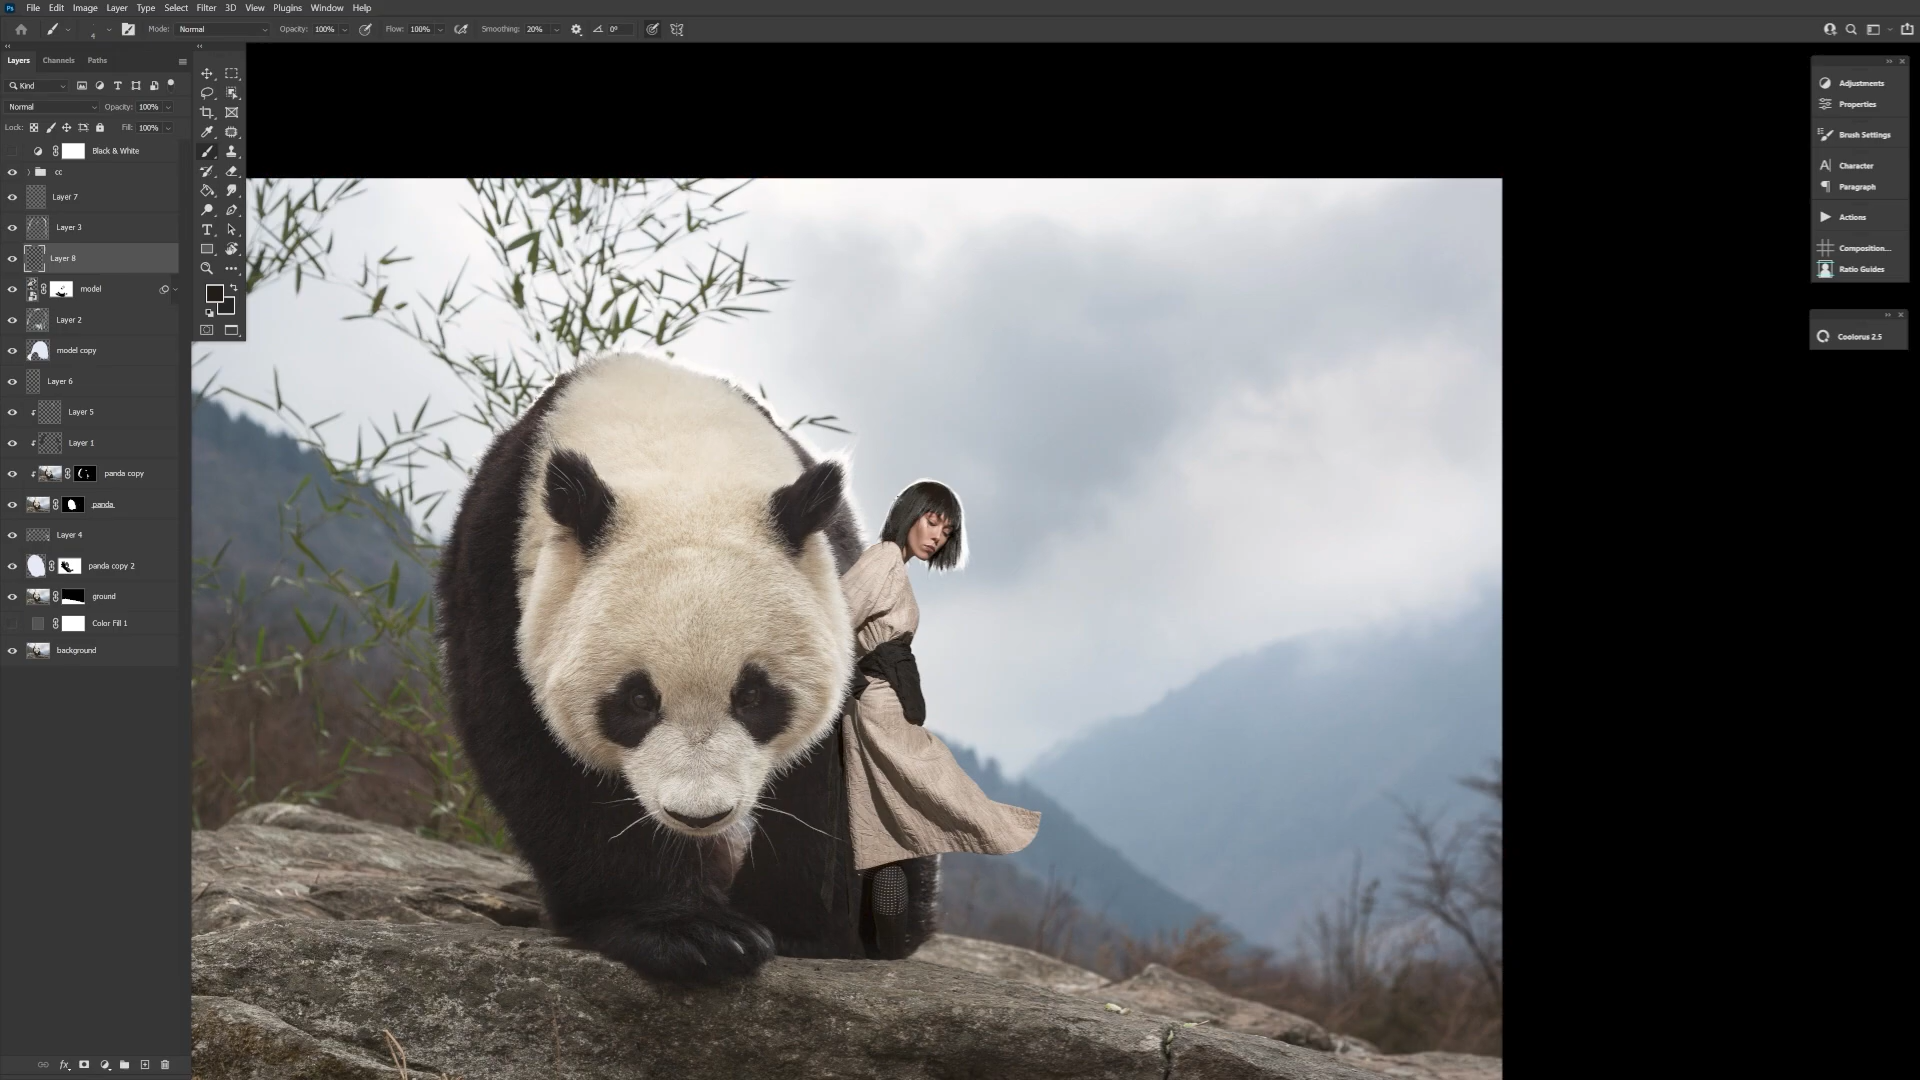 Ps File Edit Image Layer Type Select Filter 3D View Plugins Window Help
4 Mode: Normal Opacity: 100% Flow: 100% Smoothing: 20% 0°
Layers Channels Paths
Kind
Normal Opacity: 100%
Lock: Fill: 100%
Black & White
cc
Layer 7
Layer 3
Layer 8
model
Layer 2
model copy
Layer 6
Layer 5
Layer 1
panda copy
panda
Layer 4
panda copy 2
ground
Color Fill 1
background
fx
Adjustments
Properties
Brush Settings
Character
Paragraph
Actions
Composition...
Ratio Guides
Coolorus 2.5